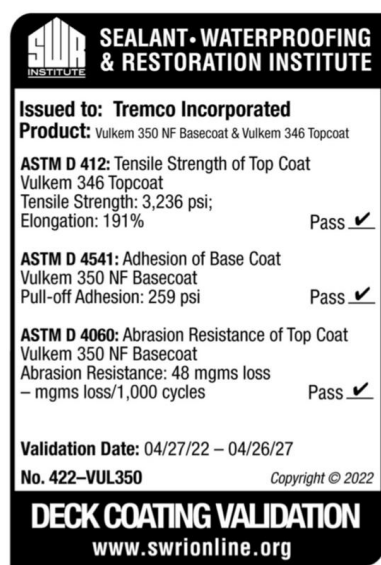 SWR
INSTITUTE
SEALANT • WATERPROOFING
& RESTORATION INSTITUTE
Issued to: Tremco Incorporated
Product: Vulkem 350 NF Basecoat & Vulkem 346 Topcoat
ASTM D 412: Tensile Strength of Top Coat
Vulkem 346 Topcoat
Tensile Strength: 3,236 psi;
Elongation: 191% Pass ✔
ASTM D 4541: Adhesion of Base Coat
Vulkem 350 NF Basecoat
Pull-off Adhesion: 259 psi Pass ✔
ASTM D 4060: Abrasion Resistance of Top Coat
Vulkem 350 NF Basecoat
Abrasion Resistance: 48 mgms loss
– mgms loss/1,000 cycles Pass ✔
Validation Date: 04/27/22 – 04/26/27
No. 422–VUL350 Copyright © 2022
DECK COATING VALIDATION
www.swrionline.org